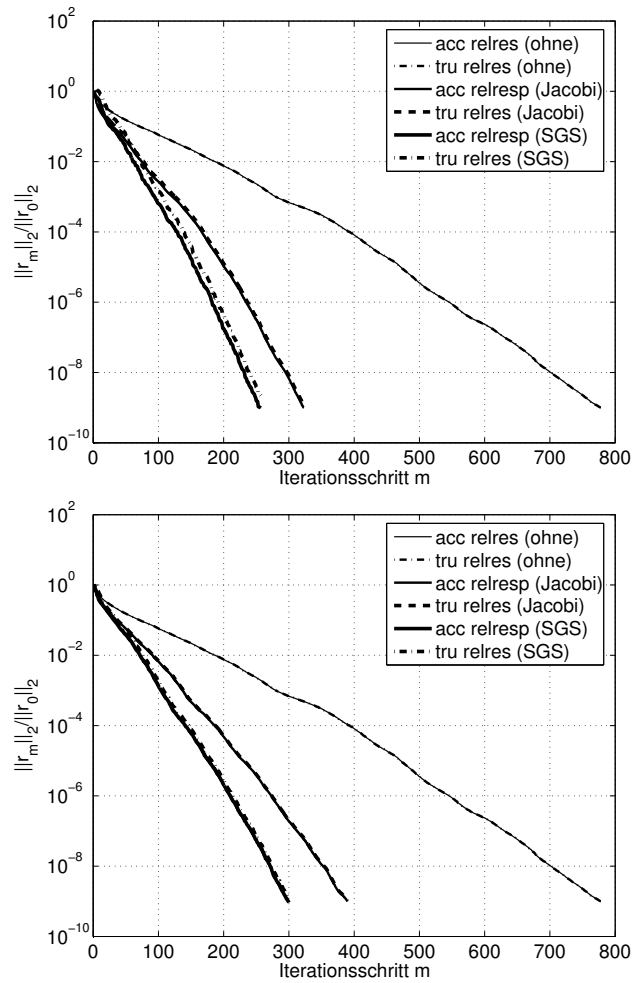 10^2
10^0
10^-2
10^-4
10^-6
10^-8
10^-10
||r_m||_2/||r_0||_2
acc relres (ohne)
tru relres (ohne)
acc relresp (Jacobi)
tru relres (Jacobi)
acc relresp (SGS)
tru relres (SGS)
0 100 200 300 400 500 600 700 800
Iterationsschritt m
10^2
10^0
10^-2
10^-4
10^-6
10^-8
10^-10
||r_m||_2/||r_0||_2
acc relres (ohne)
tru relres (ohne)
acc relresp (Jacobi)
tru relres (Jacobi)
acc relresp (SGS)
tru relres (SGS)
0 100 200 300 400 500 600 700 800
Iterationsschritt m